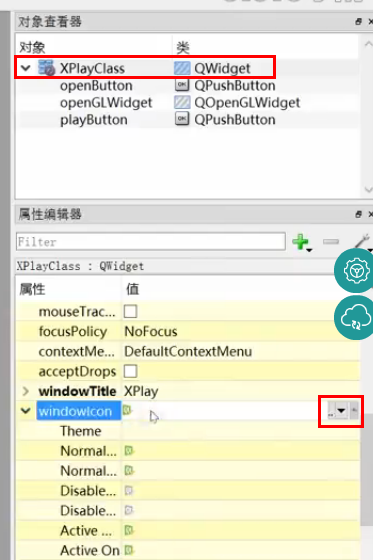 对象查看器
对象 类
XPlayClass QWidget
openButton QPushButton
openGLWidget QOpenGLWidget
playButton QPushButton
属性编辑器
Filter
XPlayClass : QWidget
属性 值
mouseTrac...
focusPolicy NoFocus
contextMe... DefaultContextMenu
acceptDrops
windowTitle XPlay
windowIcon
Theme
Normal...
Normal...
Disable...
Disable...
Active ...
Active On